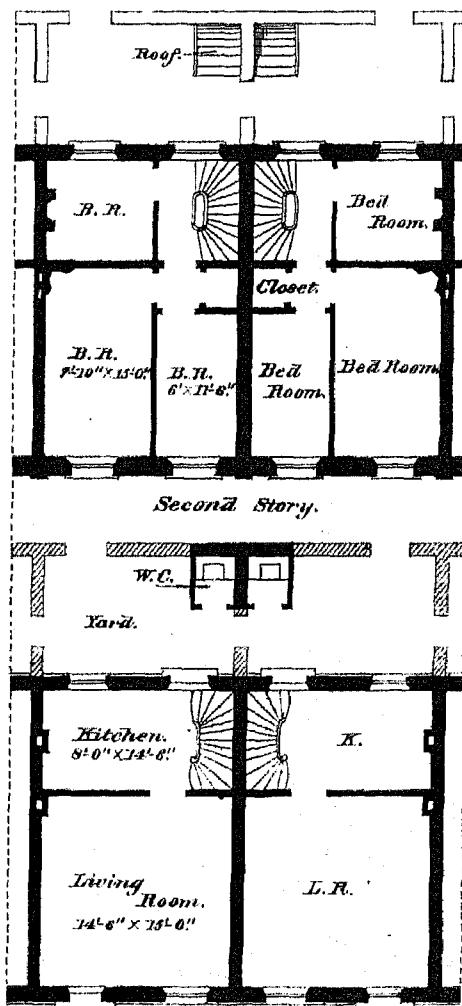 Roof.
B.R.
Bed
Room.
Closet.
B.R.
7'-10" × 15'-0"
B.R.
6' × 11'-6"
Bed
Room.
Bed Room.
Second Story.
W.C.
Yard.
Kitchen.
8'-0" × 14'-6"
K.
Living
Room.
14'-6" × 15'-0"
L.R.